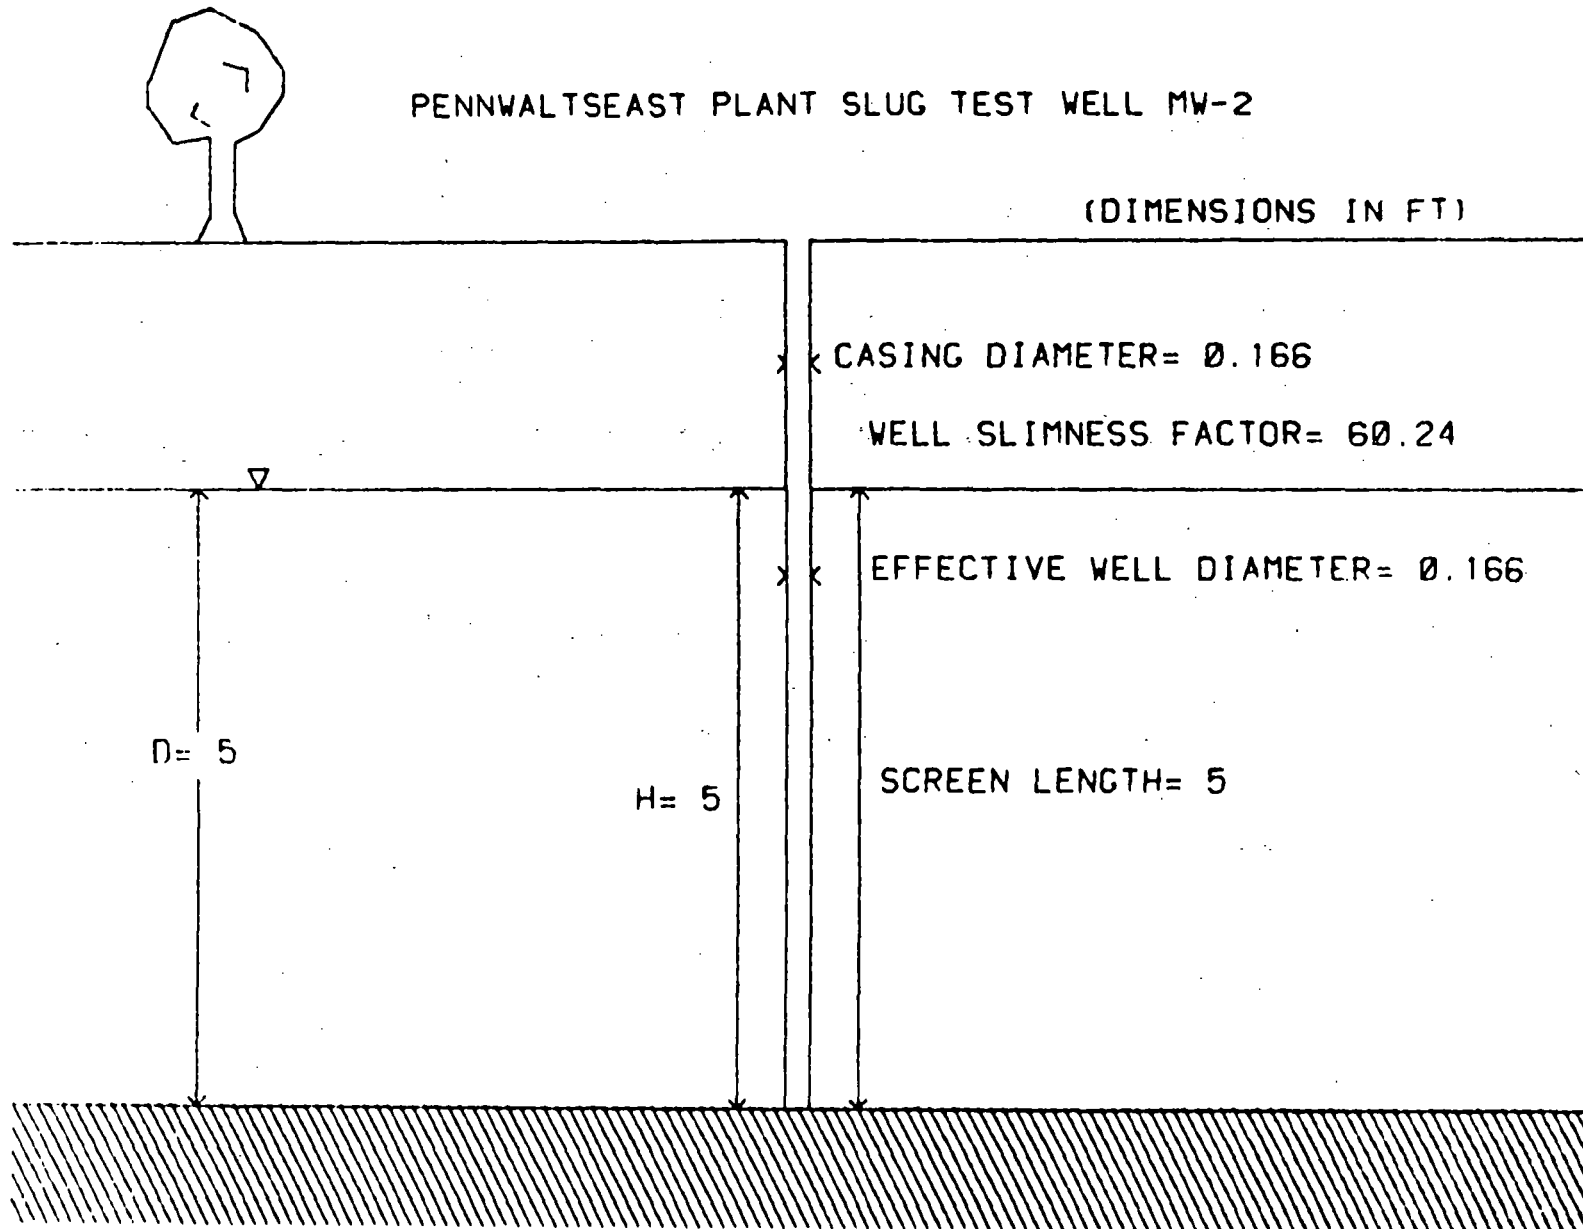 PENNWALTSEAST PLANT SLUG TEST WELL MW-2
(DIMENSIONS IN FT)
CASING DIAMETER= 0.166
WELL SLIMNESS FACTOR= 60.24
EFFECTIVE WELL DIAMETER= 0.166
D= 5
H= 5
SCREEN LENGTH= 5